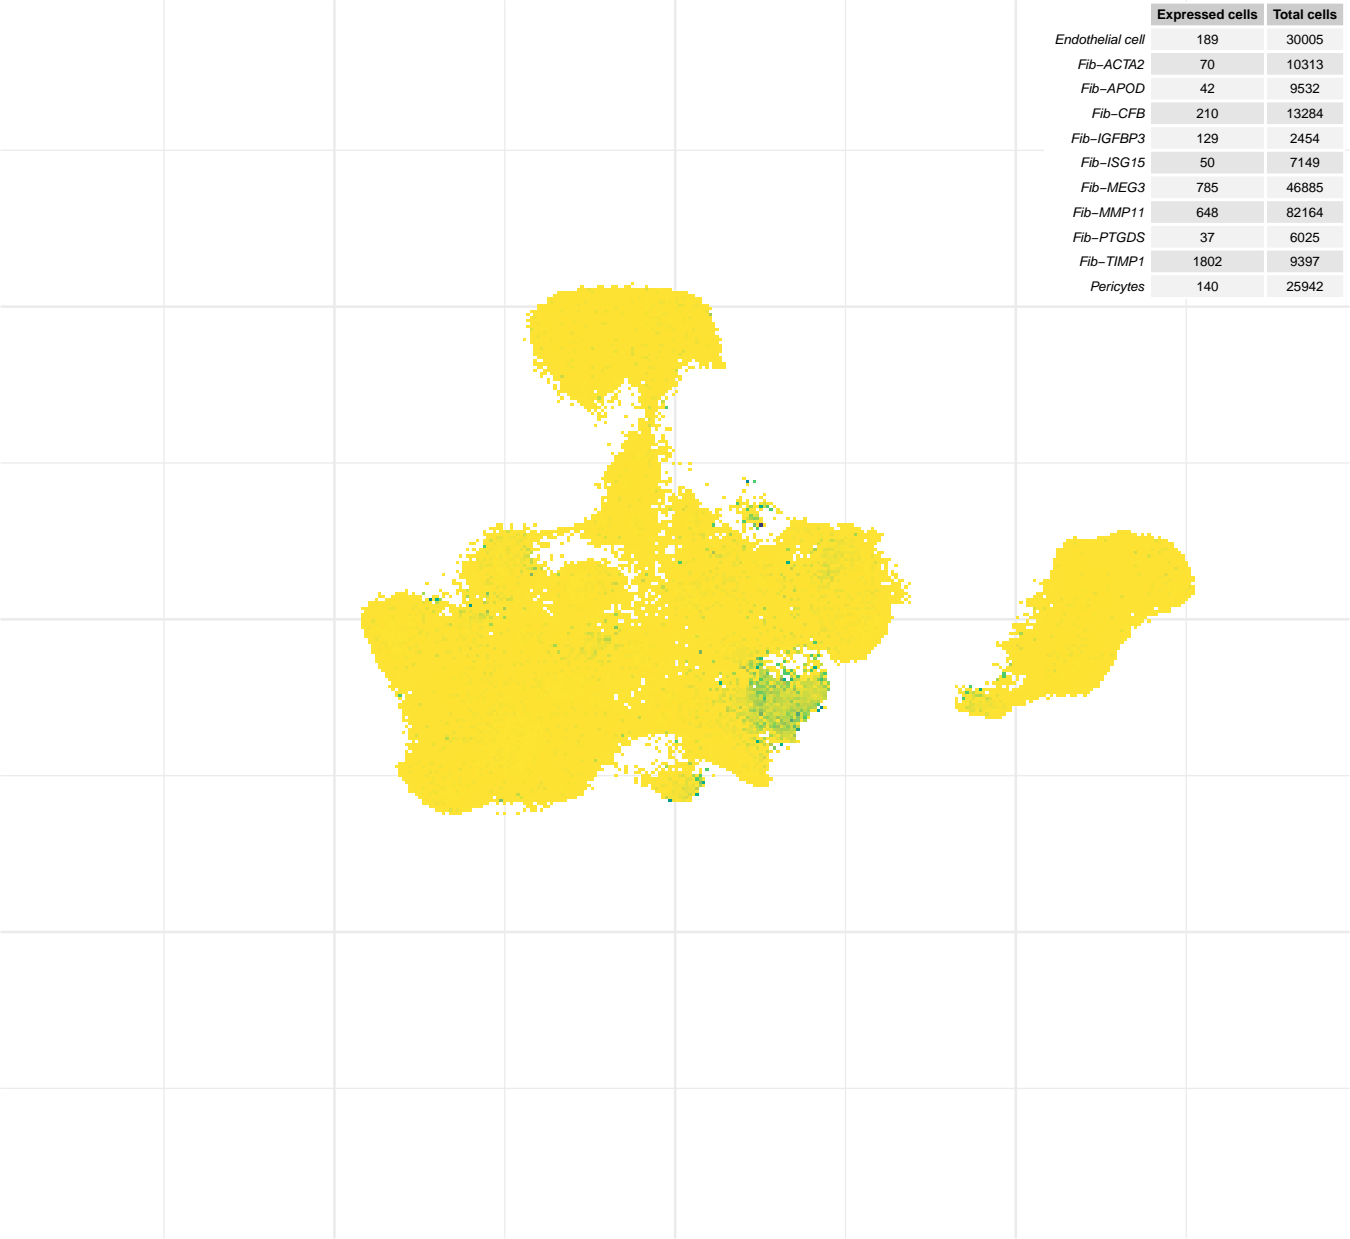 Expressed cells Total cells
Endothelial cell 189 30005
Fib−ACTA2 70 10313
Fib−APOD 42 9532
Fib−CFB 210 13284
Fib−IGFBP3 129 2454
Fib−ISG15 50 7149
Fib−MEG3 785 46885
Fib−MMP11 648 82164
Fib−PTGDS 37 6025
Fib−TIMP1 1802 9397
Pericytes 140 25942